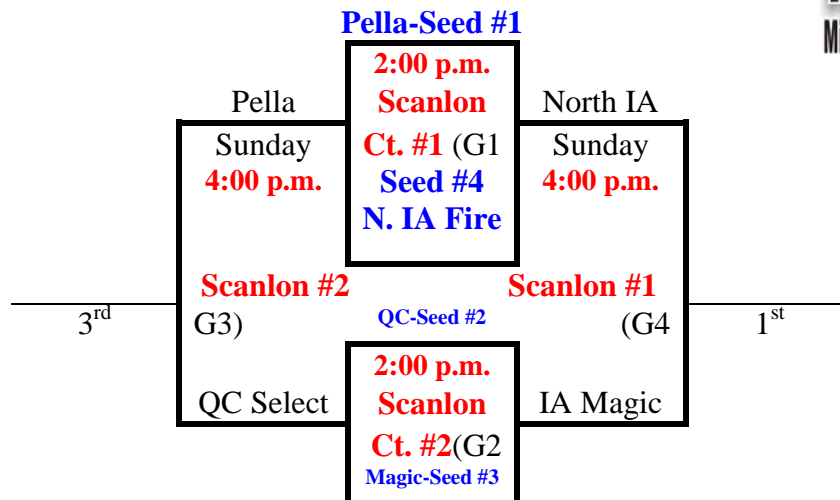 Pella-Seed #1
2:00 p.m.
Pella Scanlon North IA
Sunday Ct. #1 (G1 Sunday
4:00 p.m. Seed #4 4:00 p.m.
N. IA Fire
Scanlon #2 Scanlon #1
3rd G3) QC-Seed #2 (G4 1st
2:00 p.m.
QC Select Scanlon IA Magic
Ct. #2(G2
Magic-Seed #3